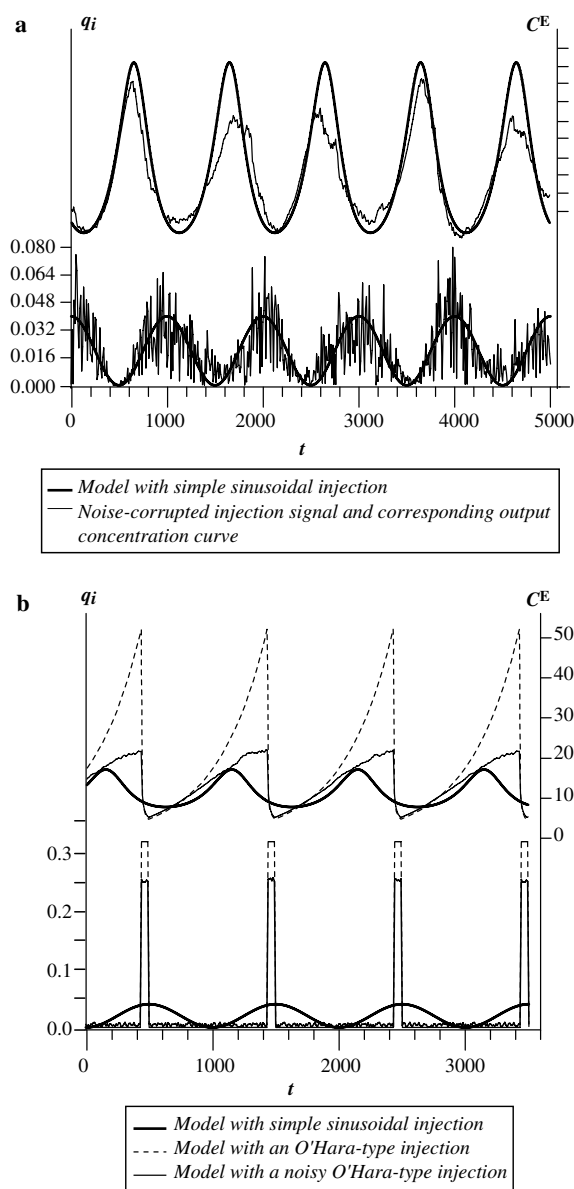 a
qi
CE
0.080
0.064
0.048
0.032
0.016
0.000
0 1000 2000 3000 4000 5000
t
Model with simple sinusoidal injection
Noise-corrupted injection signal and corresponding output
concentration curve
b
qi
CE
50
40
30
20
10
0
0.3
0.2
0.1
0.0
0 1000 2000 3000
t
Model with simple sinusoidal injection
Model with an O'Hara-type injection
Model with a noisy O'Hara-type injection